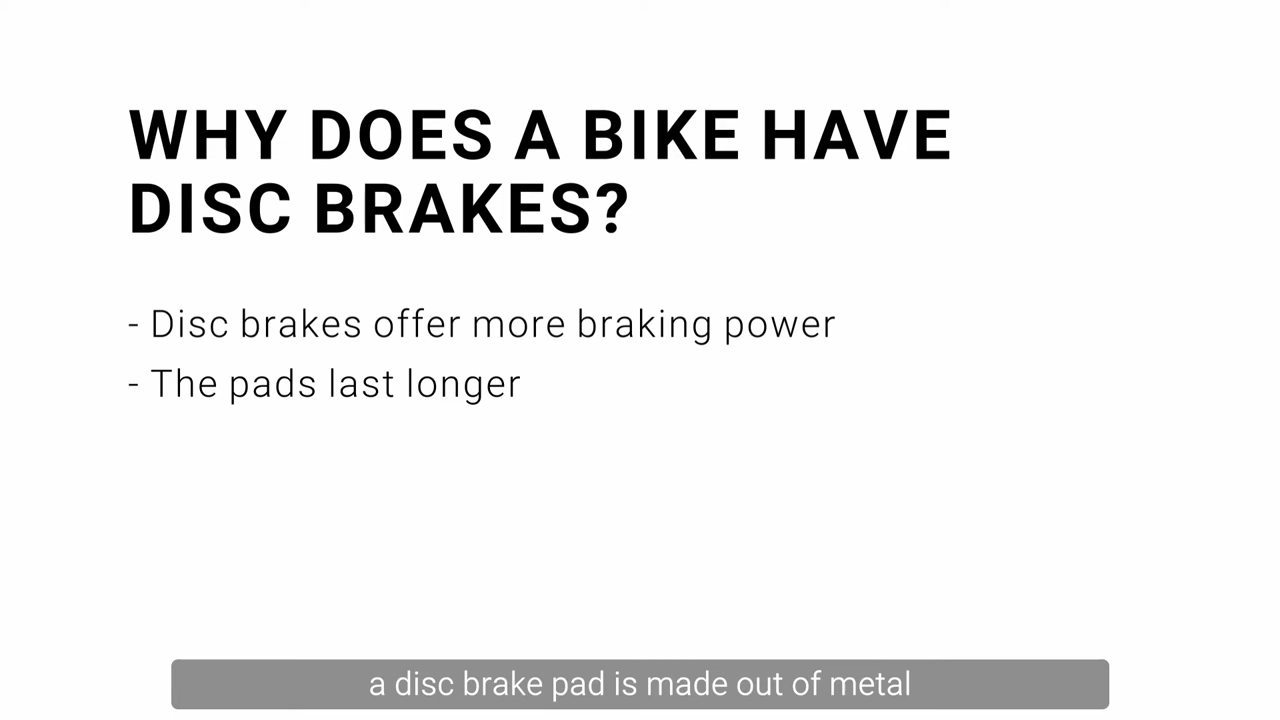 WHY DOES A BIKE HAVE
DISC BRAKES?
- Disc brakes offer more braking power
- The pads last longer
a disc brake pad is made out of metal